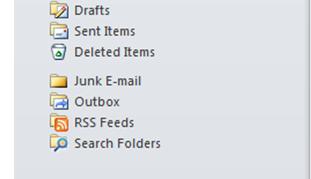 Drafts
Sent Items
Deleted Items
Junk E-mail
Outbox
RSS Feeds
Search Folders